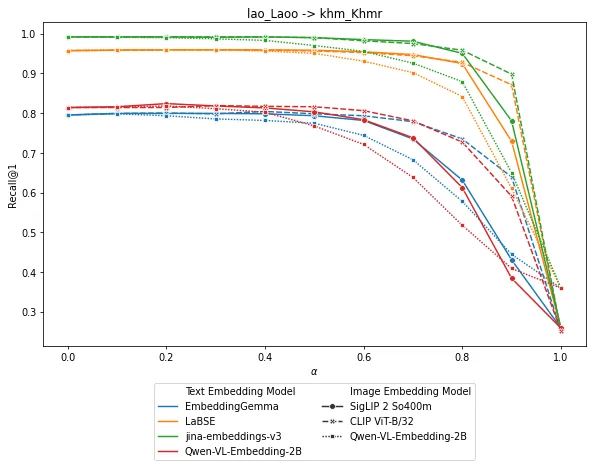 lao_Laoo -> khm_Khmr
Recall@1
1.0
0.9
0.8
0.7
0.6
0.5
0.4
0.3
0.0
0.2
0.4
0.6
0.8
1.0
α
Text Embedding Model
EmbeddingGemma
LaBSE
jina-embeddings-v3
Qwen-VL-Embedding-2B
Image Embedding Model
SigLIP 2 So400m
CLIP ViT-B/32
Qwen-VL-Embedding-2B